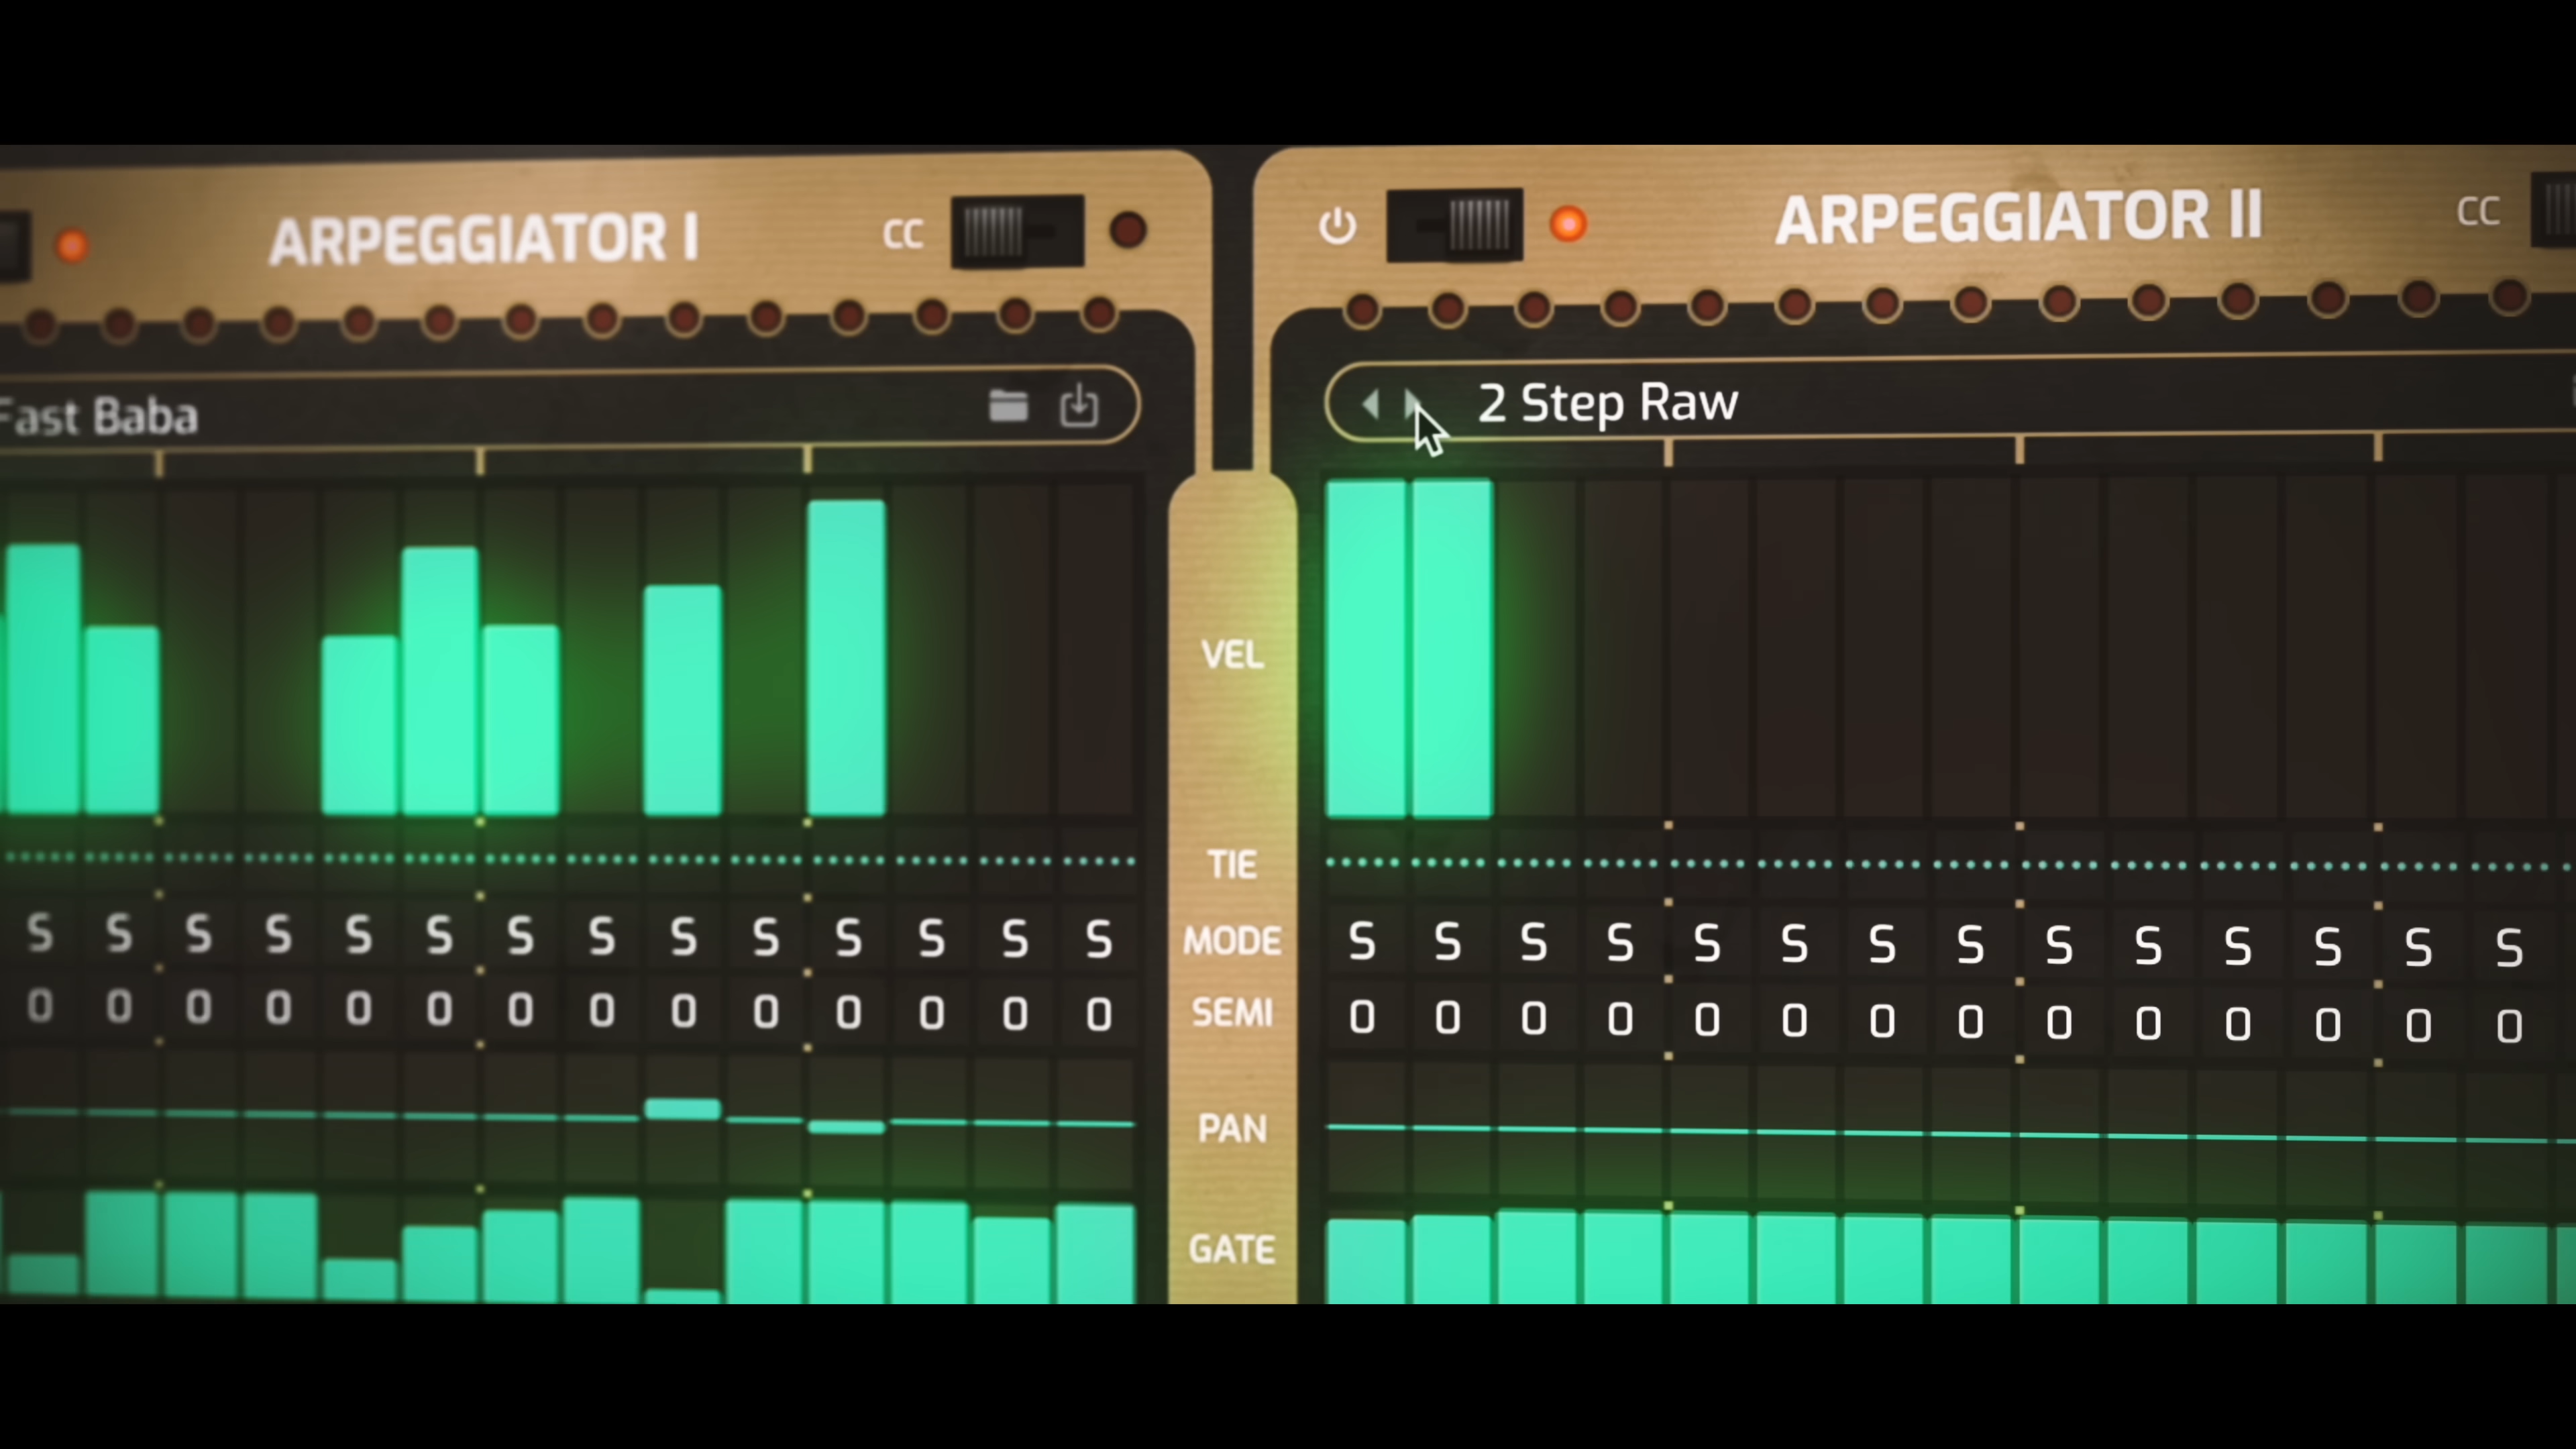 ARPEGGIATOR I CC
ARPEGGIATOR II CC
Fast Baba
2 Step Raw
VEL
TIE
S S S S S S S S S S S S S S MODE S S S S S S S S S S S S S S
0 0 0 0 0 0 0 0 0 0 0 0 0 0 SEMI 0 0 0 0 0 0 0 0 0 0 0 0 0 0
PAN
GATE